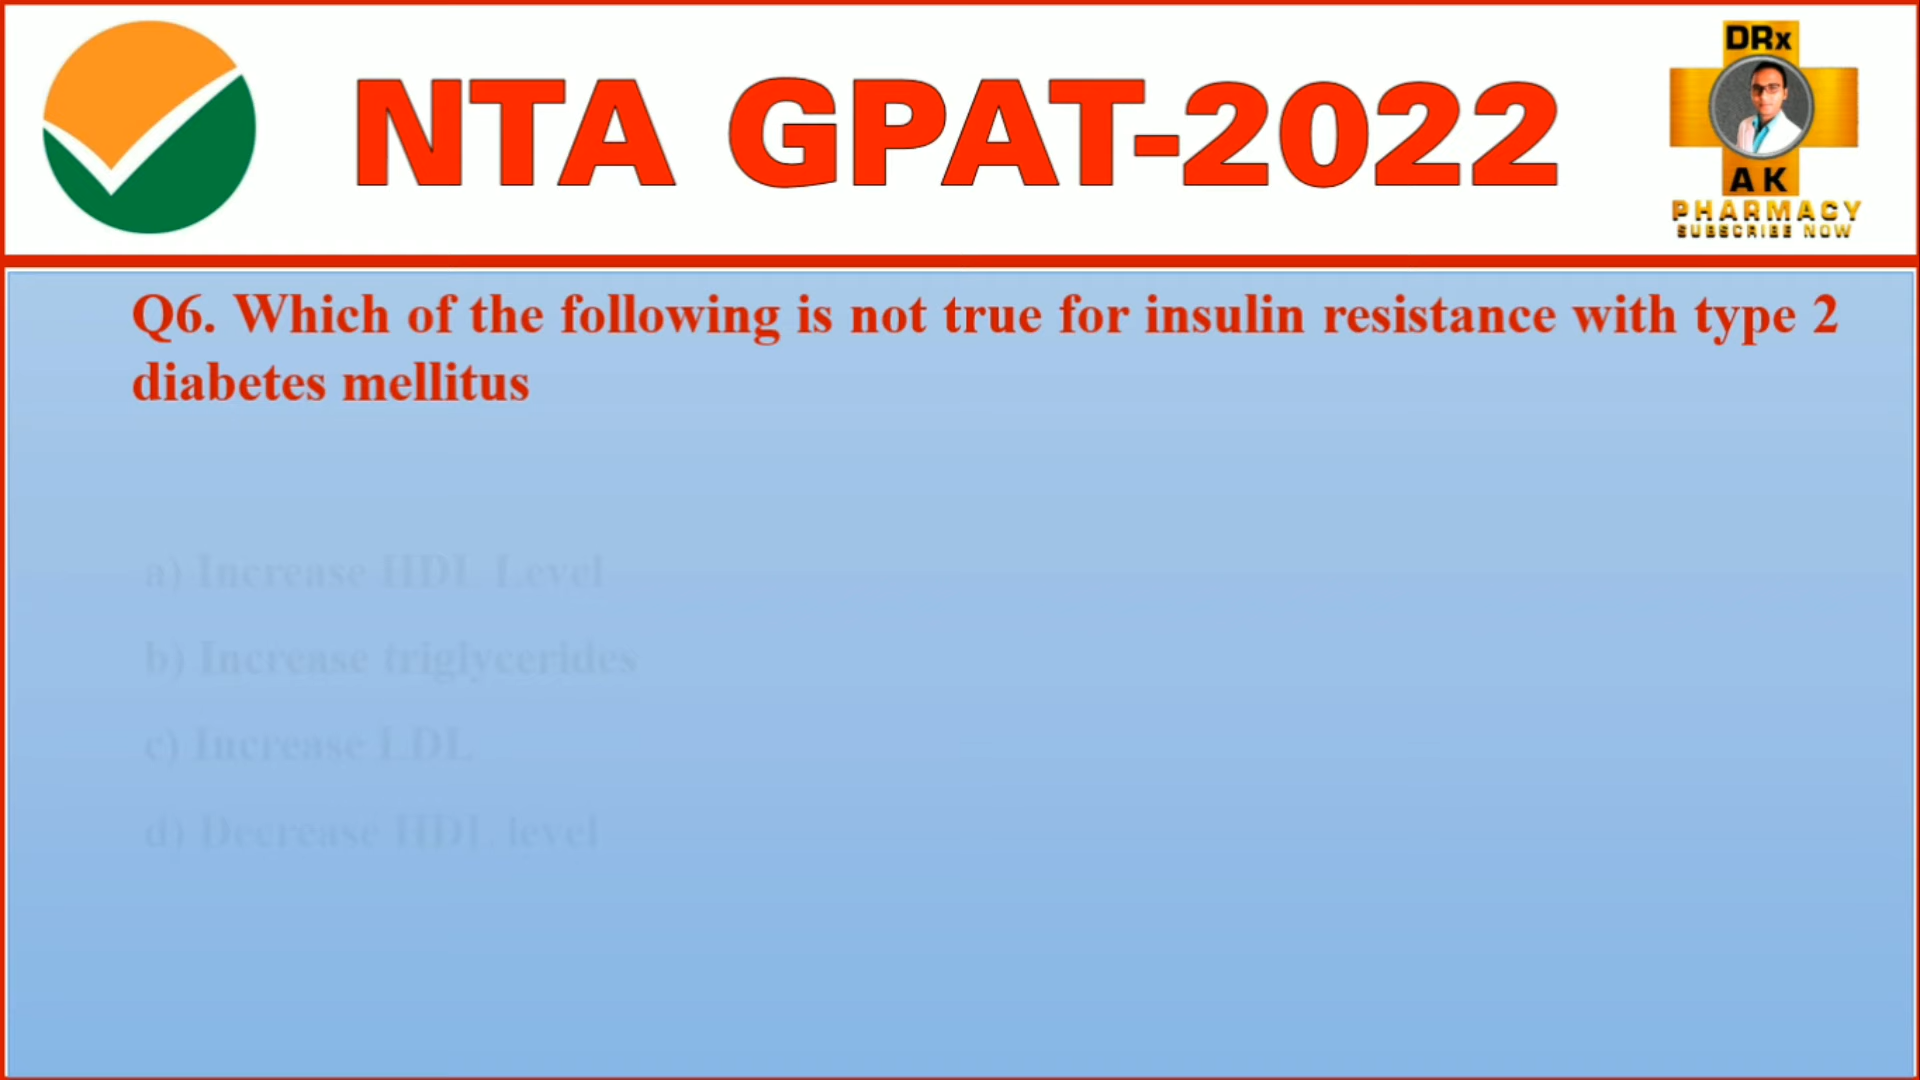 NTA GPAT-2022
DRx
AK
PHARMACY
SUBSCRIBE NOW
Q6. Which of the following is not true for insulin resistance with type 2
diabetes mellitus
a) Increase HDL Level
b) Increase triglycerides
c) Increase LDL
d) Decrease HDL level